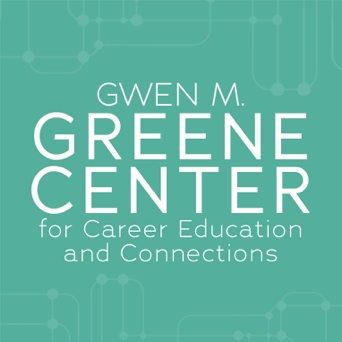 GWEN M.
GREENE
CENTER
for Career Education
and Connections